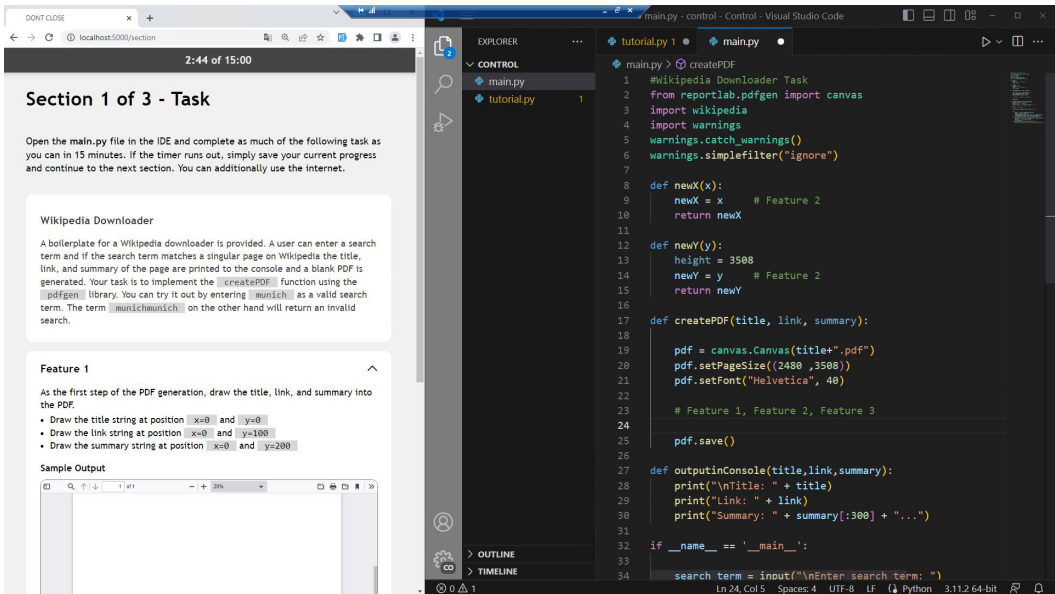 DONT CLOSE
localhost:5000/section
2:44 of 15:00
Section 1 of 3 - Task
Open the main.py file in the IDE and complete as much of the following task as
you can in 15 minutes. If the timer runs out, simply save your current progress
and continue to the next section. You can additionally use the internet.
Wikipedia Downloader
A boilerplate for a Wikipedia downloader is provided. A user can enter a search
term and if the search term matches a singular page on Wikipedia the title,
link, and summary of the page are printed to the console and a blank PDF is
generated. Your task is to implement the createPDF function using the
pdfgen library. You can try it out by entering munich as a valid search
term. The term munichmunich on the other hand will return an invalid
search.
Feature 1
As the first step of the PDF generation, draw the title, link, and summary into
the PDF.
• Draw the title string at position x=0 and y=0
• Draw the link string at position x=0 and y=100
• Draw the summary string at position x=0 and y=200
Sample Output
1 of 1
20%
main.py - control - Control - Visual Studio Code
EXPLORER
CONTROL
main.py
tutorial.py 1
OUTLINE
TIMELINE
2
CO
tutorial.py 1
main.py
main.py > createPDF
1 #Wikipedia Downloader Task
2 from reportlab.pdfgen import canvas
3 import wikipedia
4 import warnings
5 warnings.catch_warnings()
6 warnings.simplefilter("ignore")
7
8 def newX(x):
9 newX = x # Feature 2
10 return newX
11
12 def newY(y):
13 height = 3508
14 newY = y # Feature 2
15 return newY
16
17 def createPDF(title, link, summary):
18
19 pdf = canvas.Canvas(title+".pdf")
20 pdf.setPageSize((2480 ,3508))
21 pdf.setFont("Helvetica", 40)
22
23 # Feature 1, Feature 2, Feature 3
24
25 pdf.save()
26
27 def outputinConsole(title,link,summary):
28 print("\nTitle: " + title)
29 print("Link: " + link)
30 print("Summary: " + summary[:300] + "...")
31
32 if __name__ == '__main__':
33
34 search_term = input("\nEnter search term: ")
0 1
Ln 24, Col 5 Spaces: 4 UTF-8 LF Python 3.11.2 64-bit